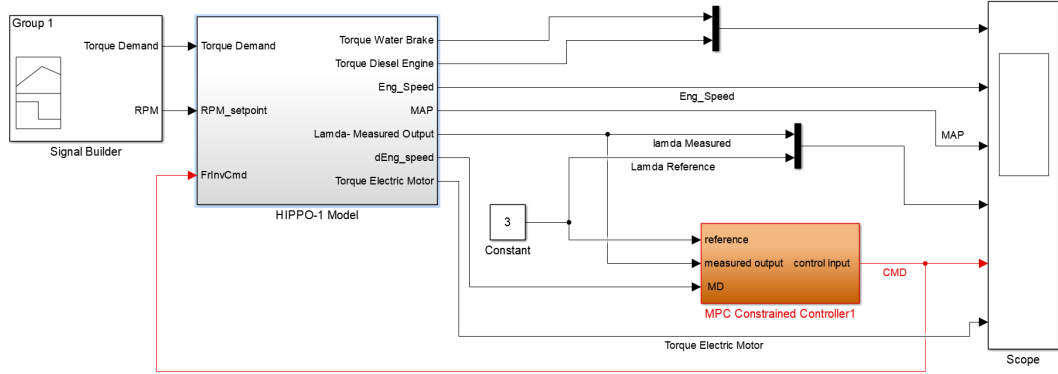 Group 1
Torque Demand
RPM
Signal Builder
Torque Demand
RPM_setpoint
FrInvCmd
Torque Water Brake
Torque Diesel Engine
Eng_Speed
MAP
Lamda- Measured Output
dEng_speed
Torque Electric Motor
HIPPO-1 Model
Eng_Speed
MAP
lamda Measured
Lamda Reference
3
Constant
reference
measured output
MD
control input
MPC Constrained Controller1
CMD
Torque Electric Motor
Scope